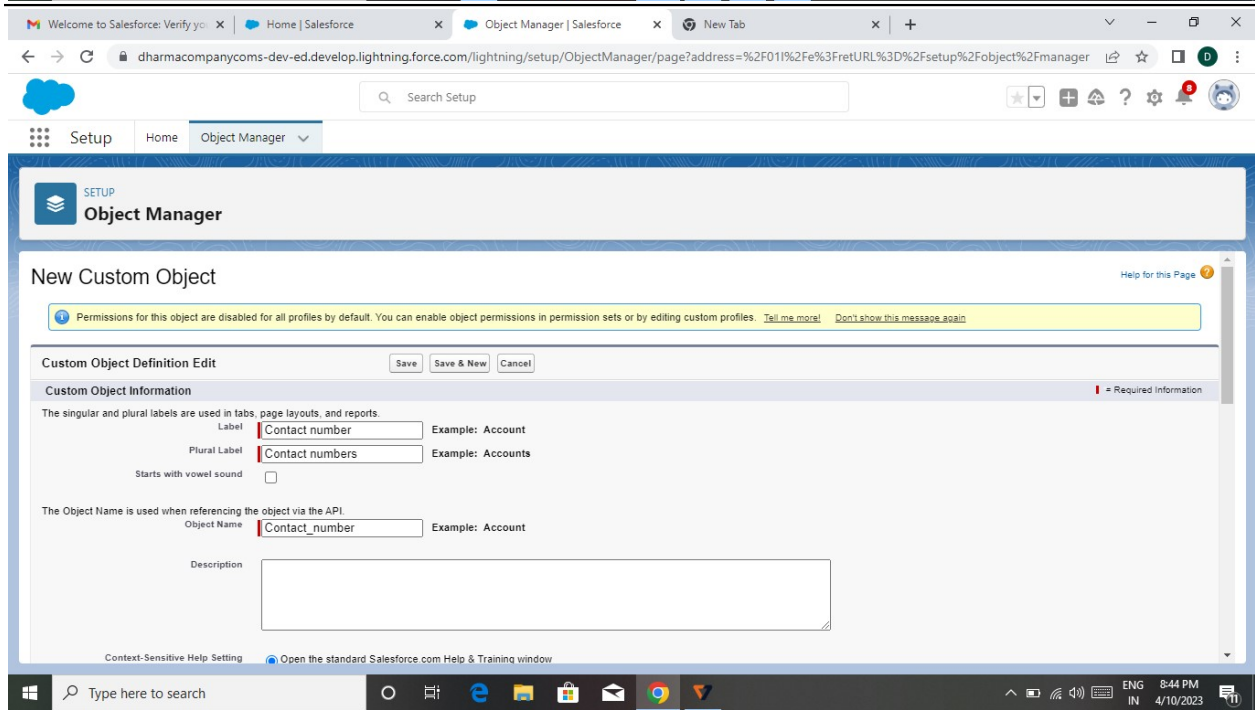 Welcome to Salesforce: Verify yo
Home | Salesforce
Object Manager | Salesforce
New Tab
dharmacompanycoms-dev-ed.develop.lightning.force.com/lightning/setup/ObjectManager/page?address=%2F01I%2Fe%3FretURL%3D%2Fsetup%2Fobject%2Fmanager
D
Search Setup
8
Setup
Home
Object Manager
SETUP
Object Manager
New Custom Object
Help for this Page
Permissions for this object are disabled for all profiles by default. You can enable object permissions in permission sets or by editing custom profiles. Tell me more! Don't show this message again
Custom Object Definition Edit
Save
Save & New
Cancel
Custom Object Information
= Required Information
The singular and plural labels are used in tabs, page layouts, and reports.
Label Contact number Example: Account
Plural Label Contact numbers Example: Accounts
Starts with vowel sound
The Object Name is used when referencing the object via the API.
Object Name Contact_number Example: Account
Description
Context-Sensitive Help Setting Open the standard Salesforce.com Help & Training window
Type here to search
ENG 8:44 PM
IN 4/10/2023
11